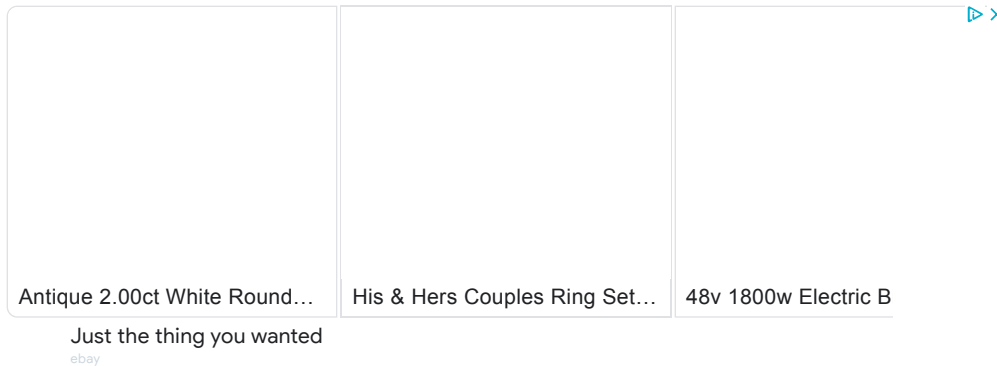 Antique 2.00ct White Round...
His & Hers Couples Ring Set...
48v 1800w Electric B
Just the thing you wanted
ebay